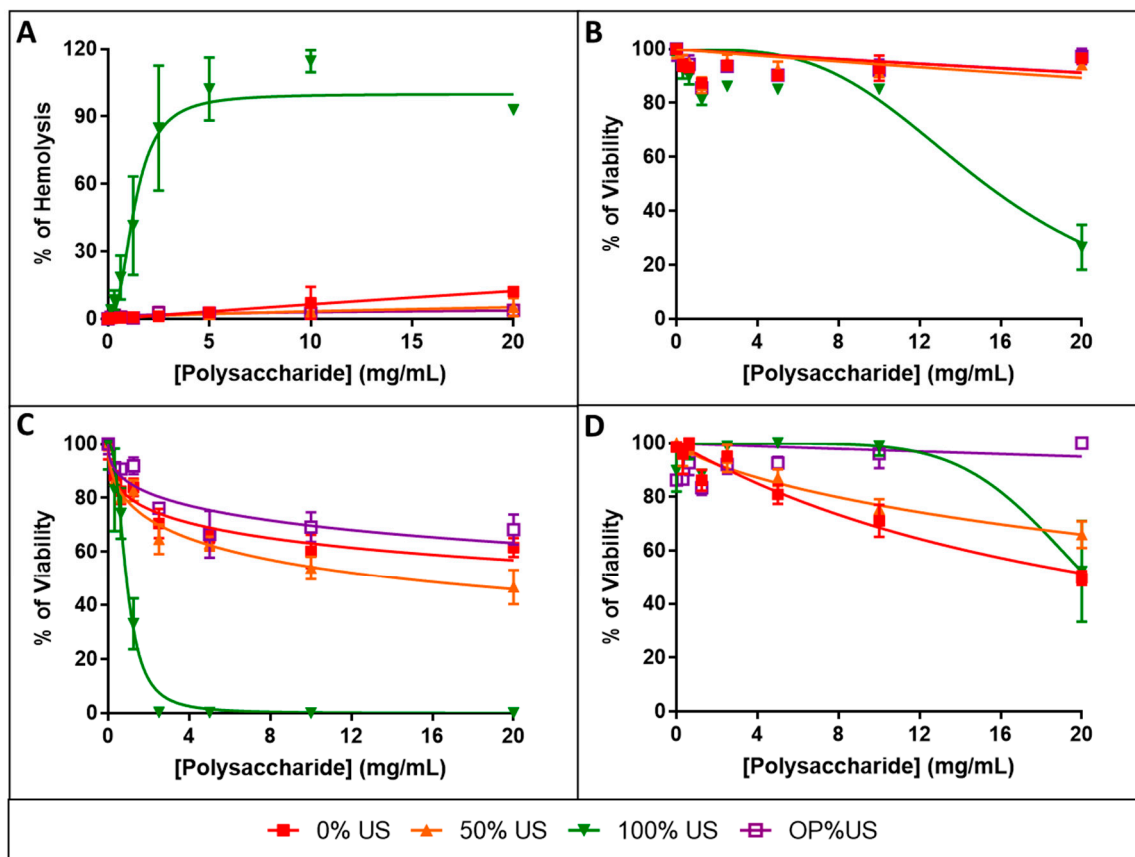 A
% of Hemolysis
120
90
60
30
0
0 5 10 15 20
[Polysaccharide] (mg/mL)
B
% of Viability
100
80
60
40
20
0
0 4 8 12 16 20
[Polysaccharide] (mg/mL)
C
% of Viability
100
80
60
40
20
0
0 4 8 12 16 20
[Polysaccharide] (mg/mL)
D
% of Viability
100
80
60
40
20
0
0 4 8 12 16 20
[Polysaccharide] (mg/mL)
0% US 50% US 100% US OP%US